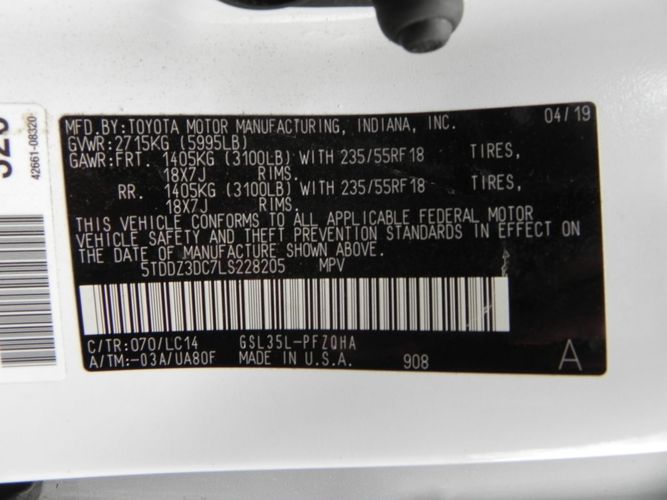 MFD.BY:TOYOTA MOTOR MANUFACTURING, INDIANA, INC. 04/19
GVWR:2715KG (5995LB)
GAWR:FRT. 1405KG (3100LB) WITH 235/55RF18 TIRES,
18X7J RIMS.
RR. 1405KG (3100LB) WITH 235/55RF18 TIRES,
18X7J RIMS.
THIS VEHICLE CONFORMS TO ALL APPLICABLE FEDERAL MOTOR
VEHICLE SAFETY AND THEFT PREVENTION STANDARDS IN EFFECT ON
THE DATE OF MANUFACTURE SHOWN ABOVE.
5TDDZ3DC7LS228205 MPV
C/TR:070/LC14 GSL35L-PFZQHA
A/TM:-03A/UA80F MADE IN U.S.A. 908 A
42661-08320